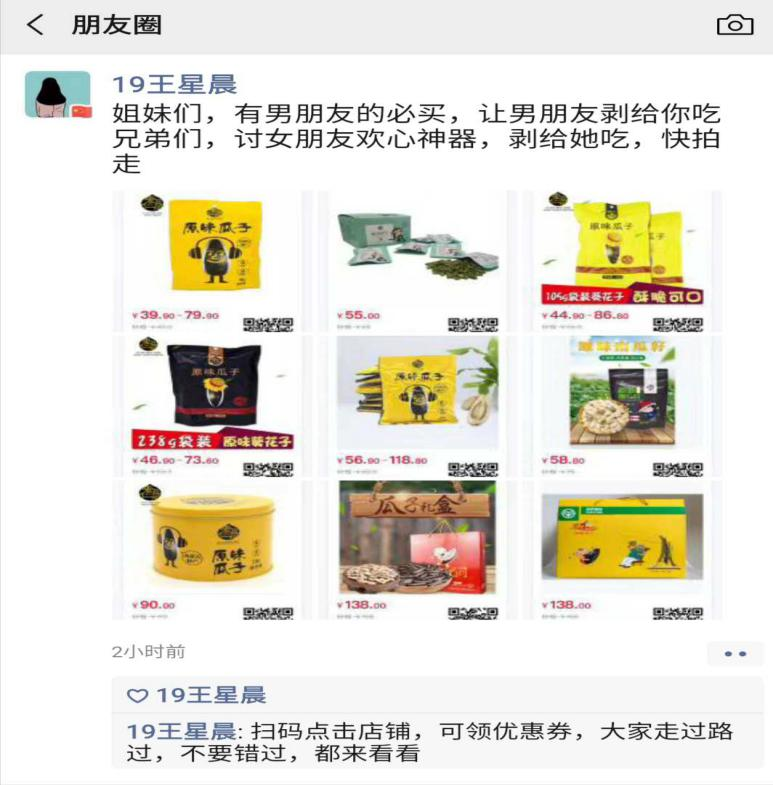 朋友圈
19王星晨
姐妹们，有男朋友的必买，让男朋友剥给你吃
兄弟们，讨女朋友欢心神器，剥给她吃，快拍
走
原味瓜子
¥39.90-79.90
¥55.00
原味瓜子
105g袋装葵花子 酥脆可口
¥44.90-86.80
原味瓜子
238g袋装 原味葵花子
¥46.90-73.60
原味瓜子
¥56.90-118.80
原味南瓜籽
¥58.80
原味
瓜子
¥90.00
瓜子礼盒
¥138.00
¥138.00
2小时前
19王星晨
19王星晨: 扫码点击店铺，可领优惠券，大家走过路
过，不要错过，都来看看